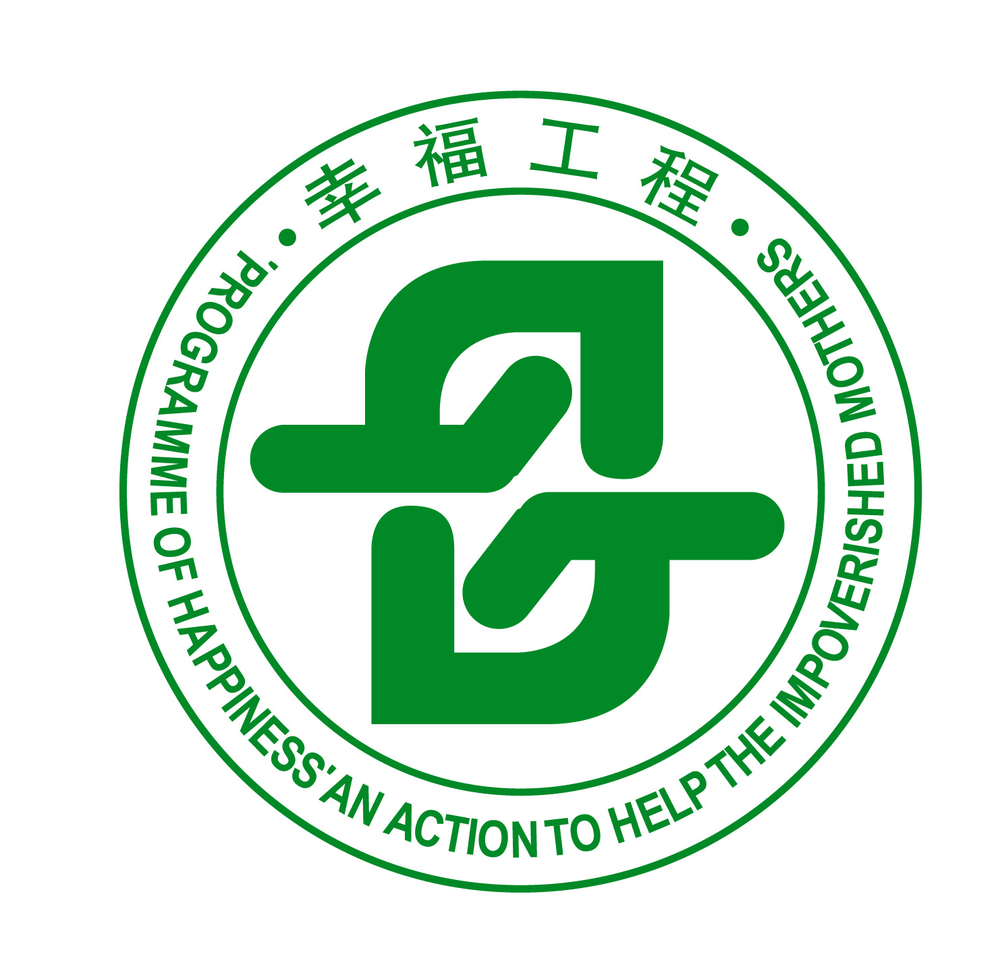 ·幸福工程·
'PROGRAMME OF HAPPINESS'AN ACTION TO HELP THE IMPOVERISHED MOTHERS